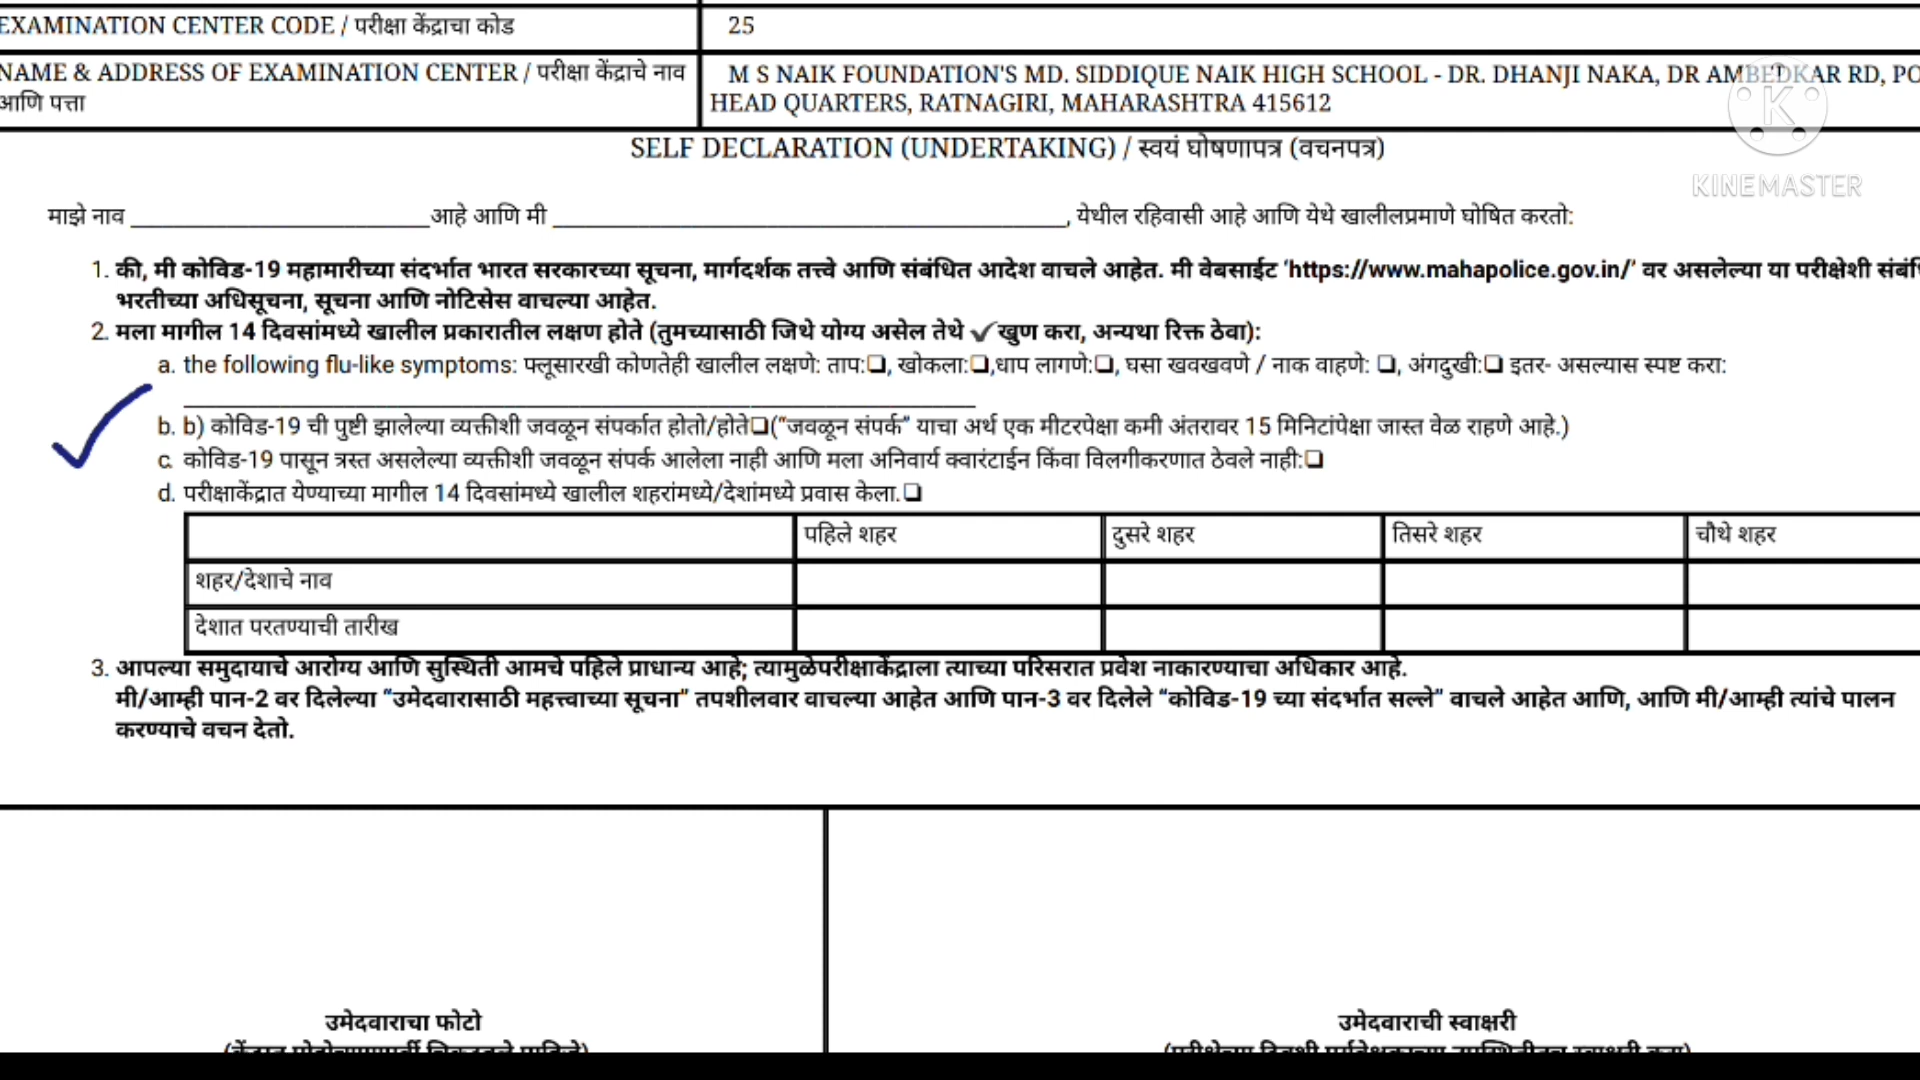 EXAMINATION CENTER CODE / परीक्षा केंद्राचा कोड 25
NAME & ADDRESS OF EXAMINATION CENTER / परीक्षा केंद्राचे नाव आणि पत्ता
M S NAIK FOUNDATION'S MD. SIDDIQUE NAIK HIGH SCHOOL - DR. DHANJI NAKA, DR AMBEDKAR RD, PO
HEAD QUARTERS, RATNAGIRI, MAHARASHTRA 415612
KINEMASTER
SELF DECLARATION (UNDERTAKING) / स्वयं घोषणापत्र (वचनपत्र)
माझे नाव ______________________ आहे आणि मी ______________________________________, येथील रहिवासी आहे आणि येथे खालीलप्रमाणे घोषित करतो:
1. की, मी कोविड-19 महामारीच्या संदर्भात भारत सरकारच्या सूचना, मार्गदर्शक तत्त्वे आणि संबंधित आदेश वाचले आहेत. मी वेबसाईट ‘https://www.mahapolice.gov.in/’ वर असलेल्या या परीक्षेशी
भरतीच्या अधिसूचना, सूचना आणि नोटिसेस वाचल्या आहेत.
2. मला मागील 14 दिवसांमध्ये खालील प्रकारातील लक्षण होते (तुमच्यासाठी जिथे योग्य असेल तेथे ✓खुण करा, अन्यथा रिक्त ठेवा):
a. the following flu-like symptoms: फ्लूसारखी कोणतेही खालील लक्षणे: ताप:❑, खोकला:❑,धाप लागणे:❑, घसा खवखवणे / नाक वाहणे: ❑, अंगदुखी:❑ इतर- असल्यास स्पष्ट करा:
b. b) कोविड-19 ची पुष्टी झालेल्या व्यक्तीशी जवळून संपर्कात होतो/होते❑(“जवळून संपर्क” याचा अर्थ एक मीटरपेक्षा कमी अंतरावर 15 मिनिटांपेक्षा जास्त वेळ राहणे आहे.)
c. कोविड-19 पासून त्रस्त असलेल्या व्यक्तीशी जवळून संपर्क आलेला नाही आणि मला अनिवार्य क्वारंटाईन किंवा विलगीकरणात ठेवले नाही:❑
d. परीक्षाकेंद्रात येण्याच्या मागील 14 दिवसांमध्ये खालील शहरांमध्ये/देशांमध्ये प्रवास केला.❑
पहिले शहर दुसरे शहर तिसरे शहर चौथे शहर
शहर/देशाचे नाव
देशात परतण्याची तारीख
3. आपल्या समुदायाचे आरोग्य आणि सुस्थिती आमचे पहिले प्राधान्य आहे; त्यामुळेपरीक्षाकेंद्राला त्याच्या परिसरात प्रवेश नाकारण्याचा अधिकार आहे.
मी/आम्ही पान-2 वर दिलेल्या “उमेदवारासाठी महत्त्वाच्या सूचना” तपशीलवार वाचल्या आहेत आणि पान-3 वर दिलेले “कोविड-19 च्या संदर्भात सल्ले” वाचले आहेत आणि, आणि मी/आम्ही त्यांचे पालन
करण्याचे वचन देतो.
उमेदवाराचा फोटो उमेदवाराची स्वाक्षरी